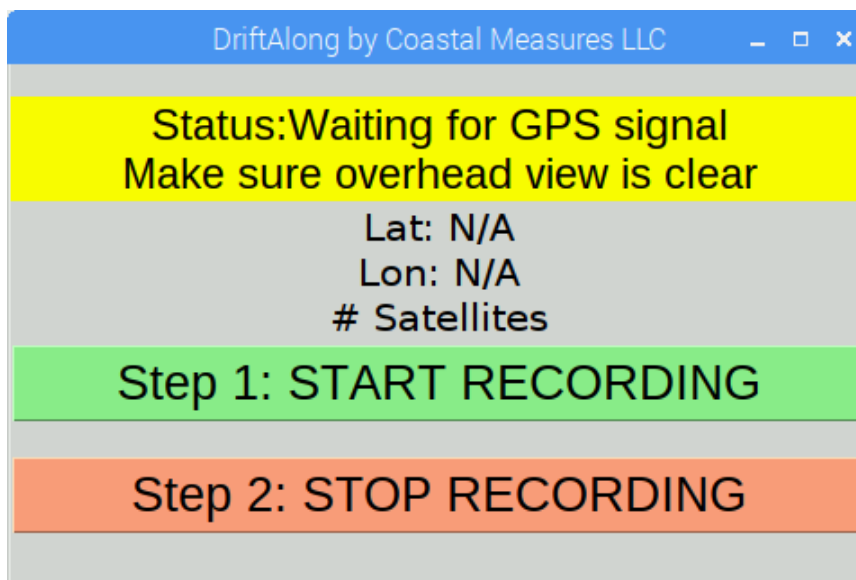 DriftAlong by Coastal Measures LLC
Status:Waiting for GPS signal
Make sure overhead view is clear
Lat: N/A
Lon: N/A
# Satellites
Step 1: START RECORDING
Step 2: STOP RECORDING